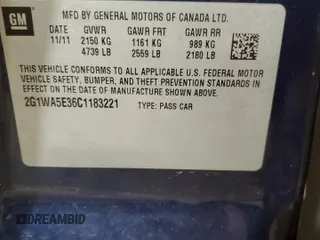 GM
MFD BY GENERAL MOTORS OF CANADA LTD.
DATE GVWR GAWR FRT GAWR RR
11/11 2150 KG 1161 KG 989 KG
4739 LB 2559 LB 2180 LB
THIS VEHICLE CONFORMS TO ALL APPLICABLE U.S. FEDERAL MOTOR
VEHICLE SAFETY, BUMPER, AND THEFT PREVENTION STANDARDS IN
EFFECT ON THE DATE OF MANUFACTURE SHOWN ABOVE.
2G1WA5E36C1183221 TYPE: PASS CAR
DREAMBID